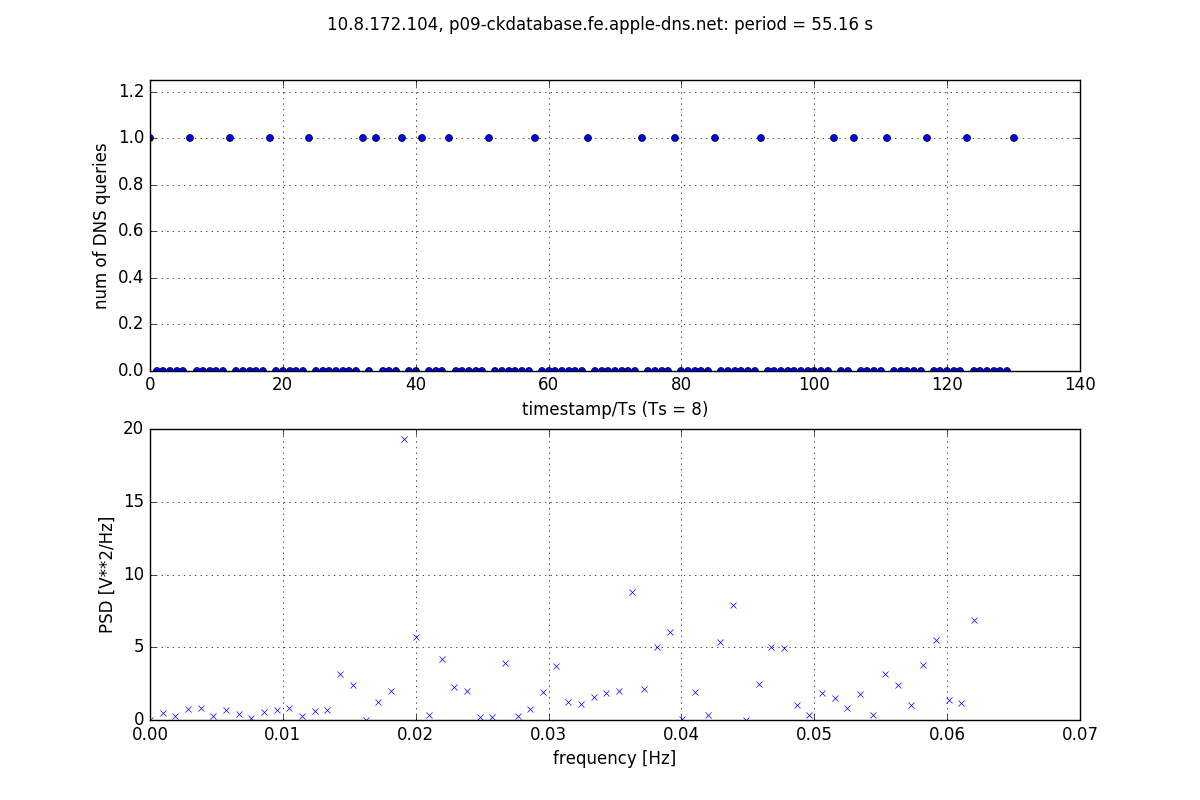 10.8.172.104, p09-ckdatabase.fe.apple-dns.net: period = 55.16 s
num of DNS queries
1.2
1.0
0.8
0.6
0.4
0.2
0.0
0 20 40 60 80 100 120 140
timestamp/Ts (Ts = 8)
PSD [V**2/Hz]
20
15
10
5
0
0.00 0.01 0.02 0.03 0.04 0.05 0.06 0.07
frequency [Hz]